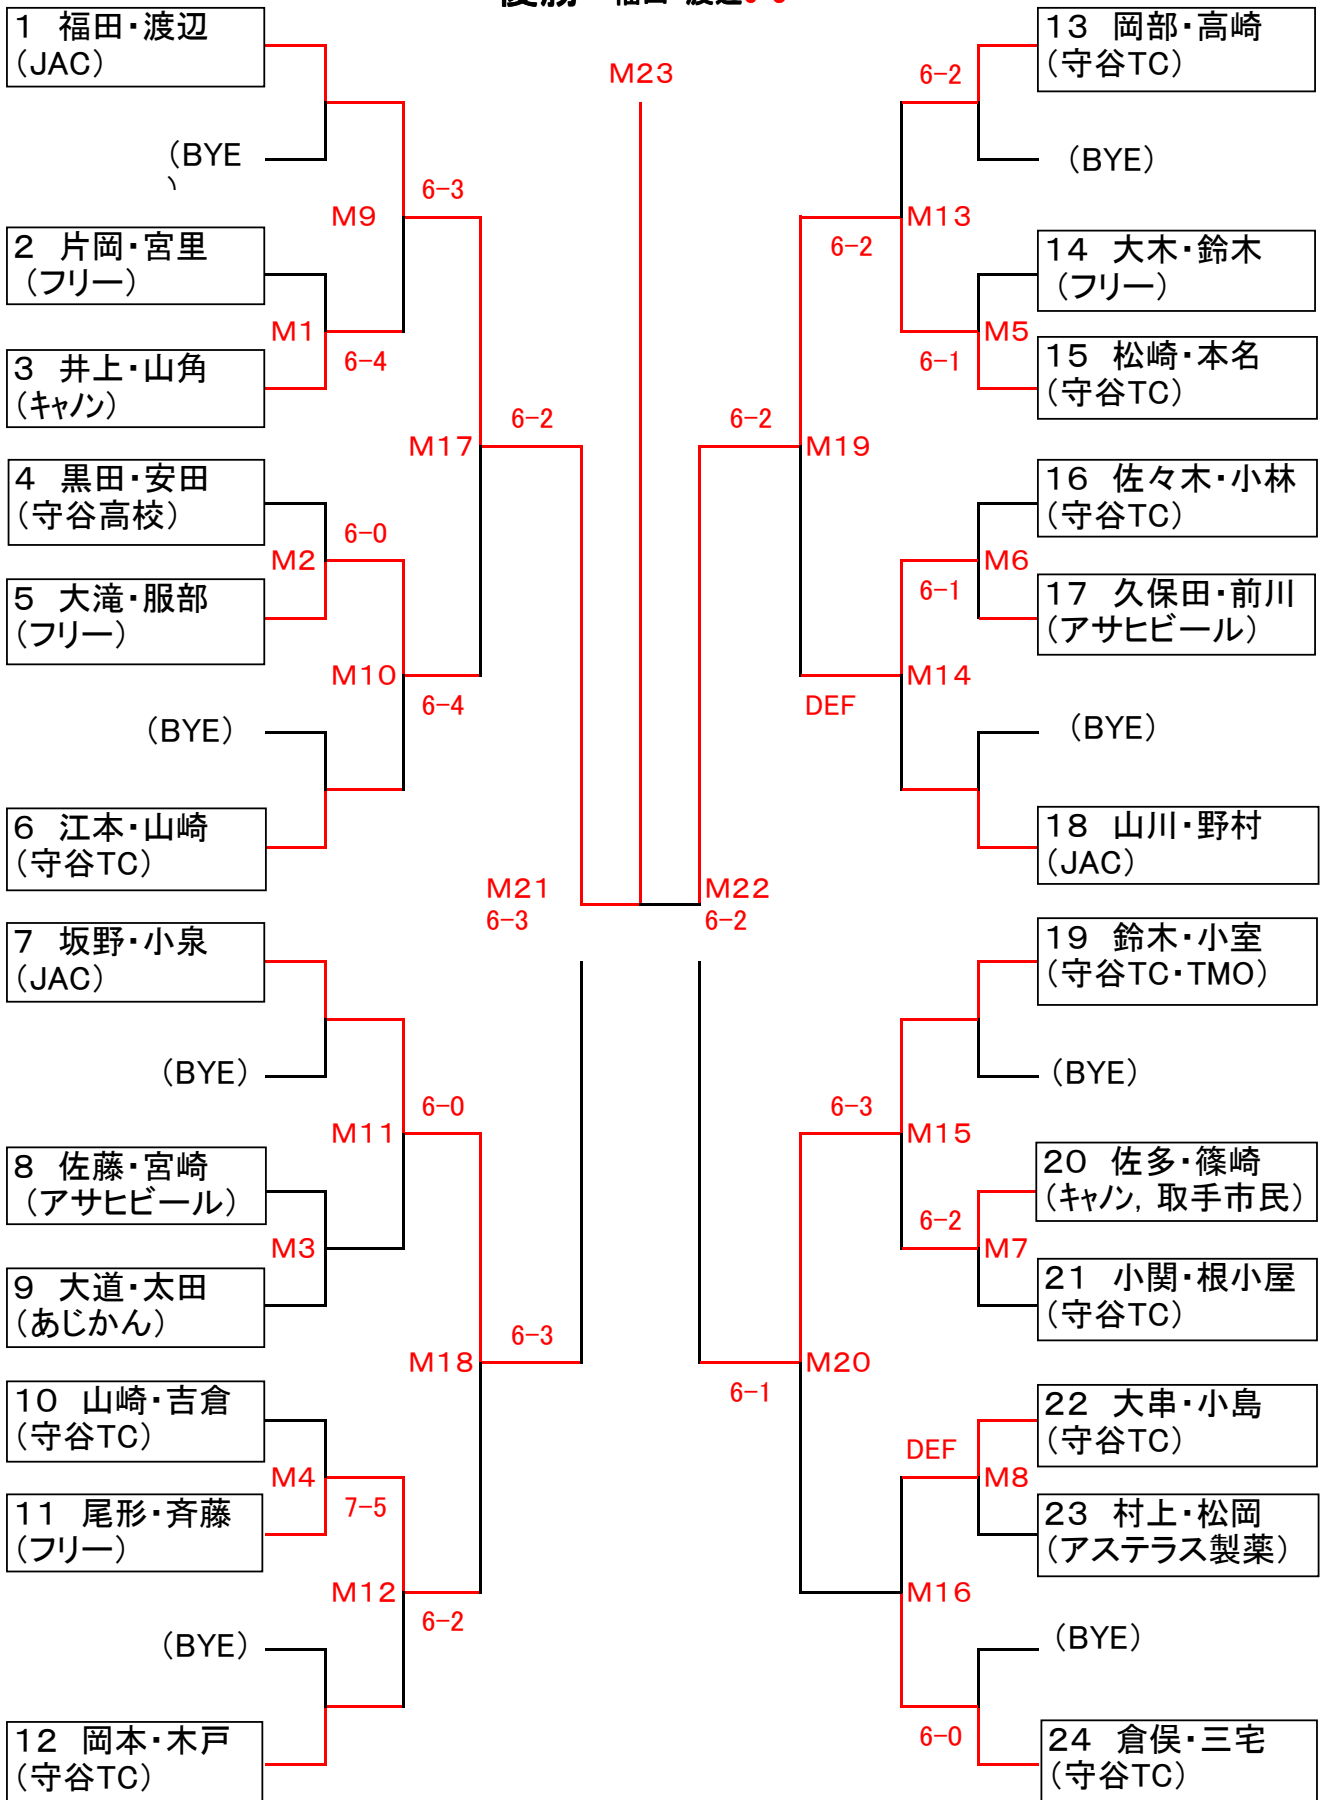 1 福田・渡辺
(JAC)
(BYE
)
M9
6-3
2 片岡・宮里
(フリー)
M1
6-4
3 井上・山角
(キャノン)
M17
6-2
4 黒田・安田
(守谷高校)
6-0
M2
5 大滝・服部
(フリー)
M10
6-4
(BYE)
6 江本・山崎
(守谷TC)
M21
6-3
7 坂野・小泉
(JAC)
(BYE)
6-0
M11
8 佐藤・宮崎
(アサヒビール)
M3
9 大道・太田
(あじかん)
6-3
M18
10 山崎・吉倉
(守谷TC)
M4
7-5
11 尾形・斉藤
(フリー)
M12
6-2
(BYE)
12 岡本・木戸
(守谷TC)
M23
13 岡部・高崎
(守谷TC)
6-2
(BYE)
M13
6-2
14 大木・鈴木
(フリー)
M5
6-1
15 松崎・本名
(守谷TC)
6-2
M19
16 佐々木・小林
(守谷TC)
M6
6-1
17 久保田・前川
(アサヒビール)
M14
DEF
(BYE)
18 山川・野村
(JAC)
M22
6-2
19 鈴木・小室
(守谷TC・TMO)
(BYE)
6-3
M15
20 佐多・篠崎
(キャノン, 取手市民)
6-2
M7
21 小関・根小屋
(守谷TC)
M20
6-1
22 大串・小島
(守谷TC)
DEF
M8
23 村上・松岡
(アステラス製薬)
M16
(BYE)
6-0
24 倉俣・三宅
(守谷TC)